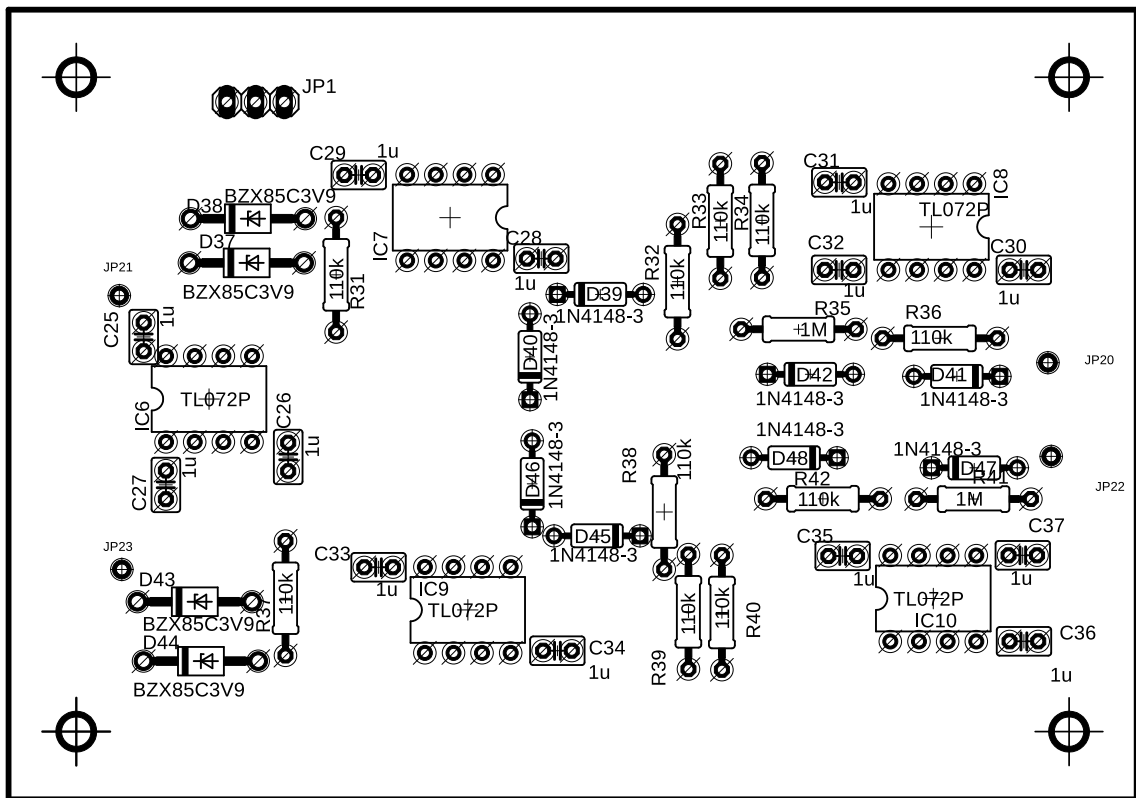 JP1
C29
1u
BZX85C3V9
D38
D37
BZX85C3V9
JP21
C25
1u
110k
R31
IC7
C28
1u
D39
1N4148-3
D40
1N4148-3
R32
110k
R33
110k
R34
110k
C31
1u
IC8
TL072P
C32
1u
C30
1u
R35
1M
R36
110k
JP20
D42
1N4148-3
D41
1N4148-3
IC6
TL072P
C26
1u
C27
1u
D46
1N4148-3
D45
1N4148-3
R38
110k
1N4148-3
D48
1N4148-3
D47
R42
110k
R41
1M
JP22
JP23
D43
BZX85C3V9
D44
BZX85C3V9
R37
110k
C33
1u
IC9
TL072P
C34
1u
R39
110k
R40
110k
C35
1u
C37
1u
TL072P
IC10
C36
1u